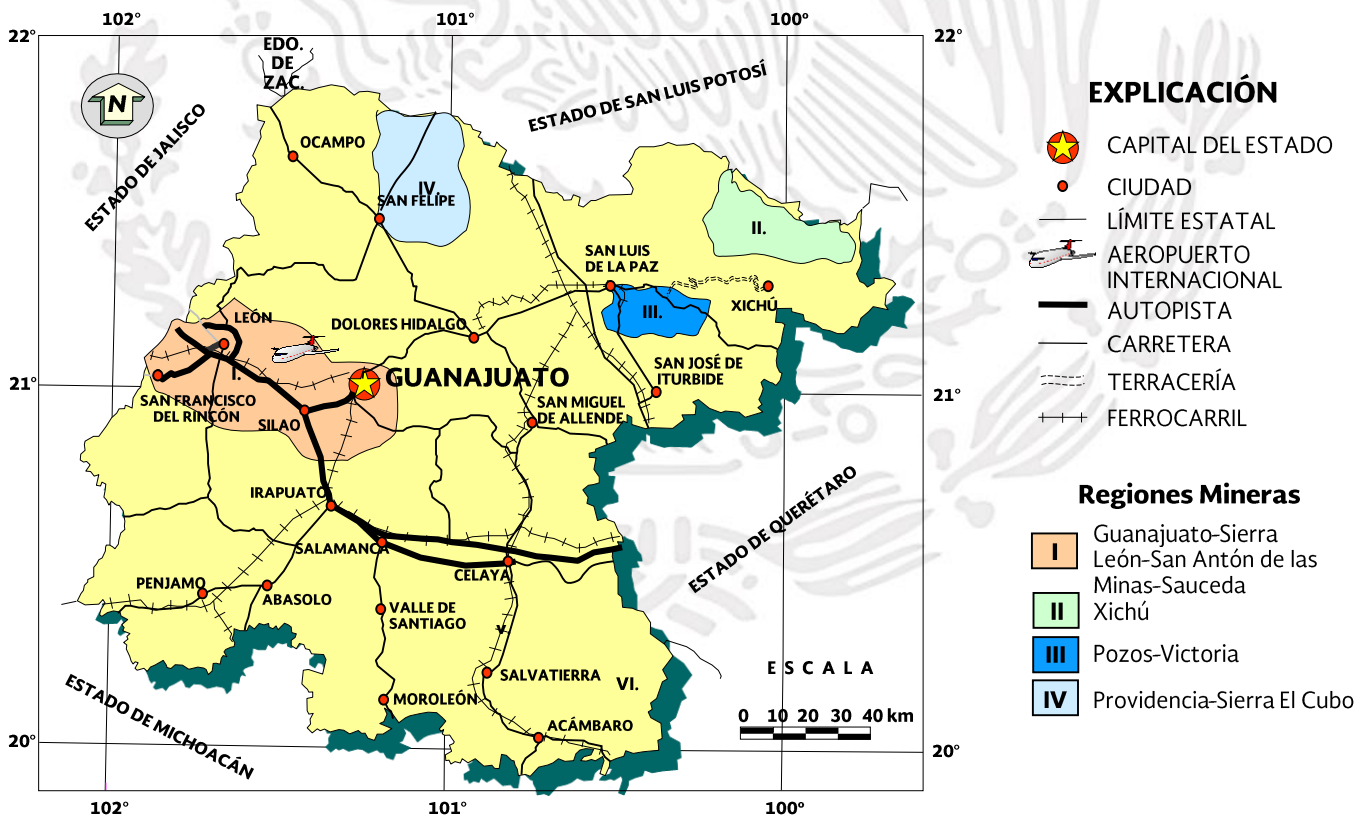 102°
101°
100°
22°
22°
EDO.
DE
ZAC.
N
ESTADO DE JALISCO
ESTADO DE SAN LUIS POTOSÍ
OCAMPO
IV.
SAN FELÍPE
II.
SAN LUIS
DE LA PAZ
XICHÚ
III.
LEÓN
DOLORES HIDALGO
I.
GUANAJUATO
SAN JOSÉ DE
ITURBIDE
21°
21°
SAN FRANCISCO
DEL RINCÓN
SILAO
SAN MIGUEL
DE ALLENDE
IRAPUATO
SALAMANCA
CELAYA
ESTADO DE QUERÉTARO
PENJAMO
ABASOLO
VALLE DE
SANTIAGO
V.
SALVATIERRA
VI.
MOROLEÓN
ACÁMBARO
ESTADO DE MICHOACÁN
ESCALA
0 10 20 30 40 km
20°
20°
102°
101°
100°
EXPLICACIÓN
CAPITAL DEL ESTADO
CIUDAD
LÍMITE ESTATAL
AEROPUERTO
INTERNACIONAL
AUTOPISTA
CARRETERA
TERRACERÍA
FERROCARRIL
Regiones Mineras
I
Guanajuato-Sierra
León-San Antón de las
Minas-Sauceda
II
Xichú
III
Pozos-Victoria
IV
Providencia-Sierra El Cubo